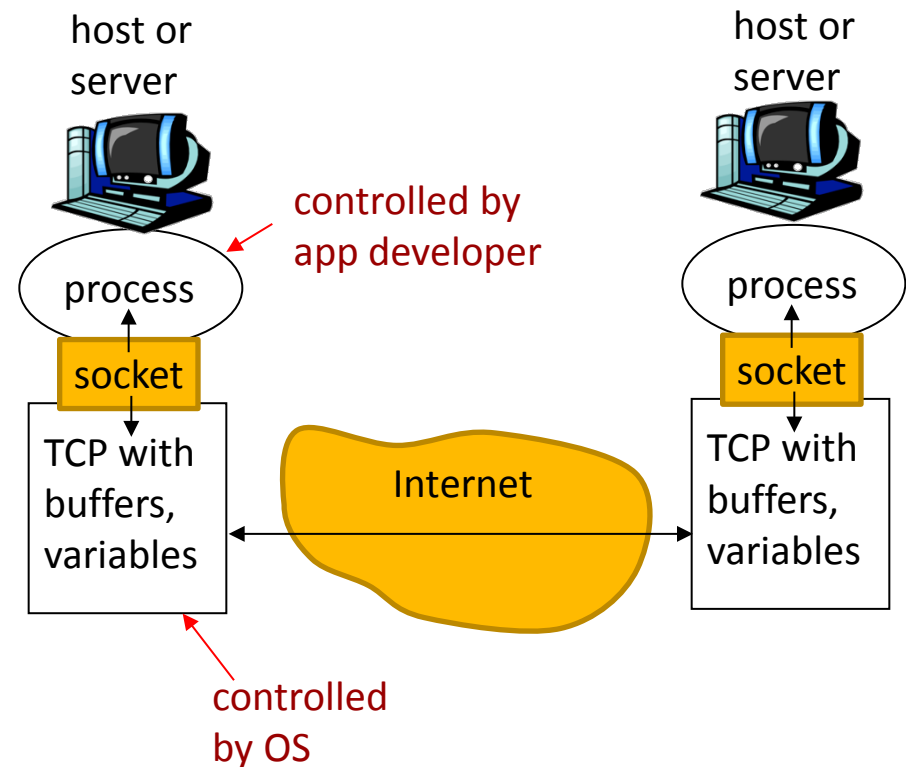 host or
server
controlled by
app developer
process
socket
TCP with
buffers,
variables
controlled
by OS
Internet
host or
server
process
socket
TCP with
buffers,
variables